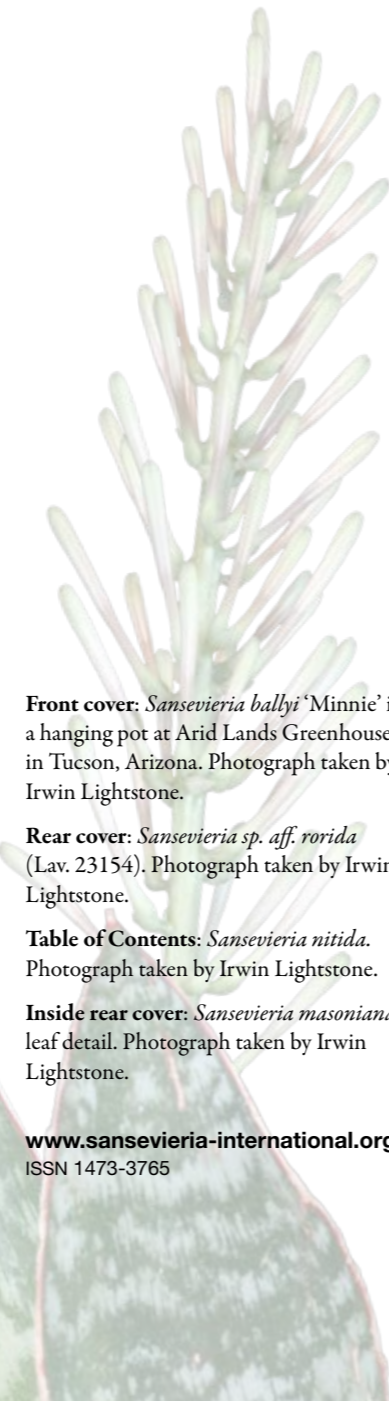 Front cover: Sansevieria ballyi ‘Minnie’ i
a hanging pot at Arid Lands Greenhouse
in Tucson, Arizona. Photograph taken by
Irwin Lightstone.
Rear cover: Sansevieria sp. aff. rorida
(Lav. 23154). Photograph taken by Irwin
Lightstone.
Table of Contents: Sansevieria nitida.
Photograph taken by Irwin Lightstone.
Inside rear cover: Sansevieria masoniana
leaf detail. Photograph taken by Irwin
Lightstone.
www.sansevieria-international.org
ISSN 1473-3765